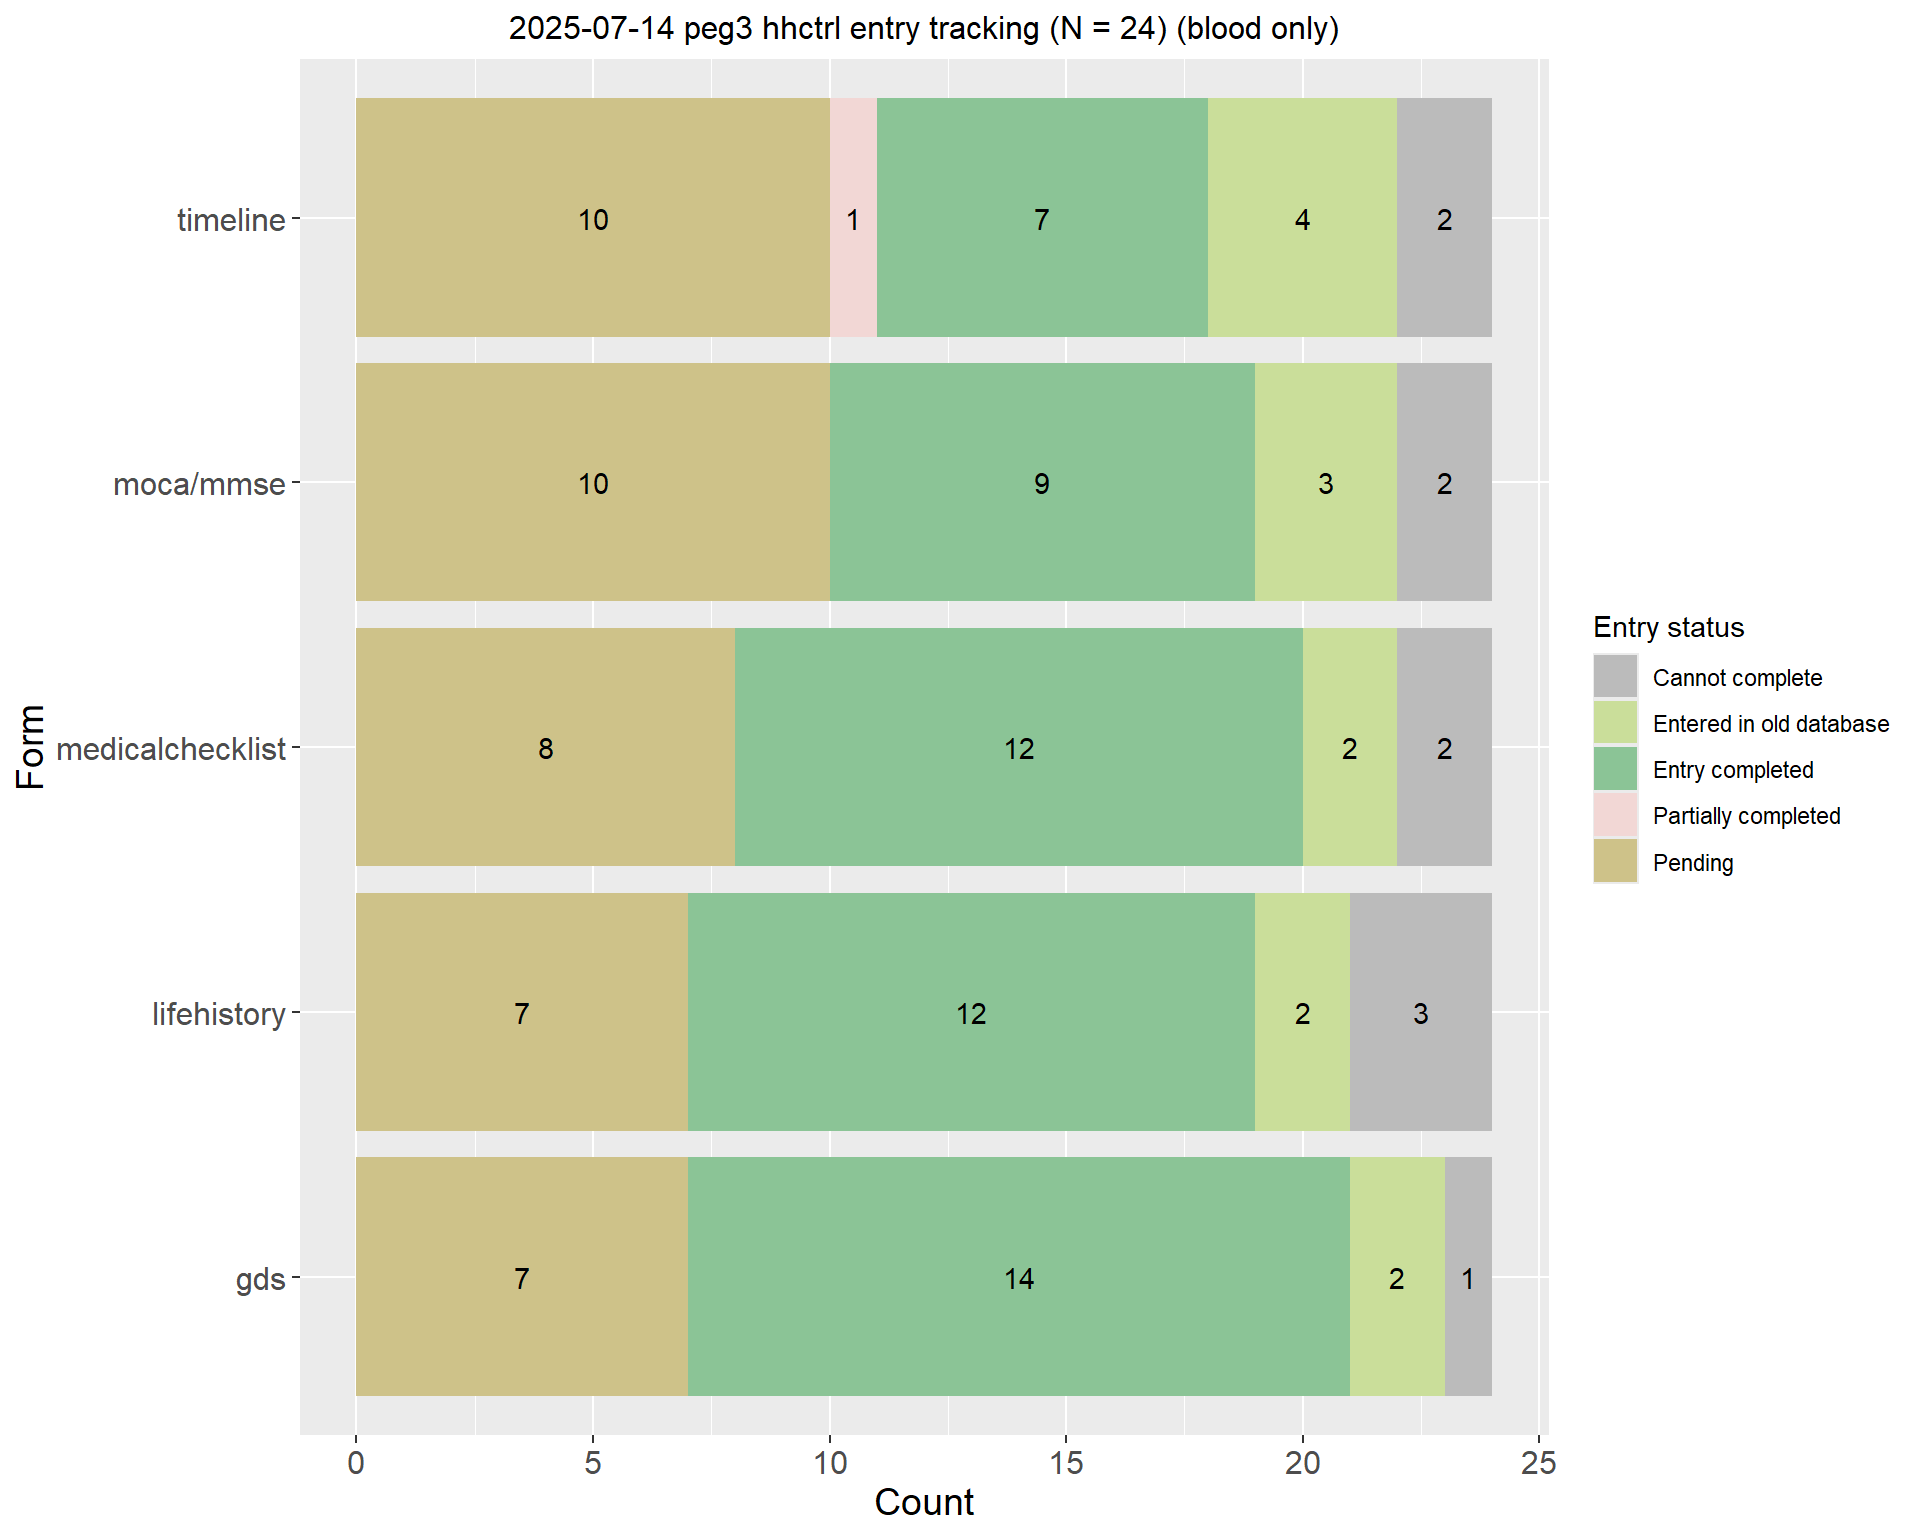 2025-07-14 peg3 hhctrl entry tracking (N = 24) (blood only)
timeline
10
1
7
4
2
moca/mmse
10
9
3
2
medicalchecklist
8
12
2
2
lifehistory
7
12
2
3
gds
7
14
2
1
Form
0
5
10
15
20
25
Count
Entry status
Cannot complete
Entered in old database
Entry completed
Partially completed
Pending